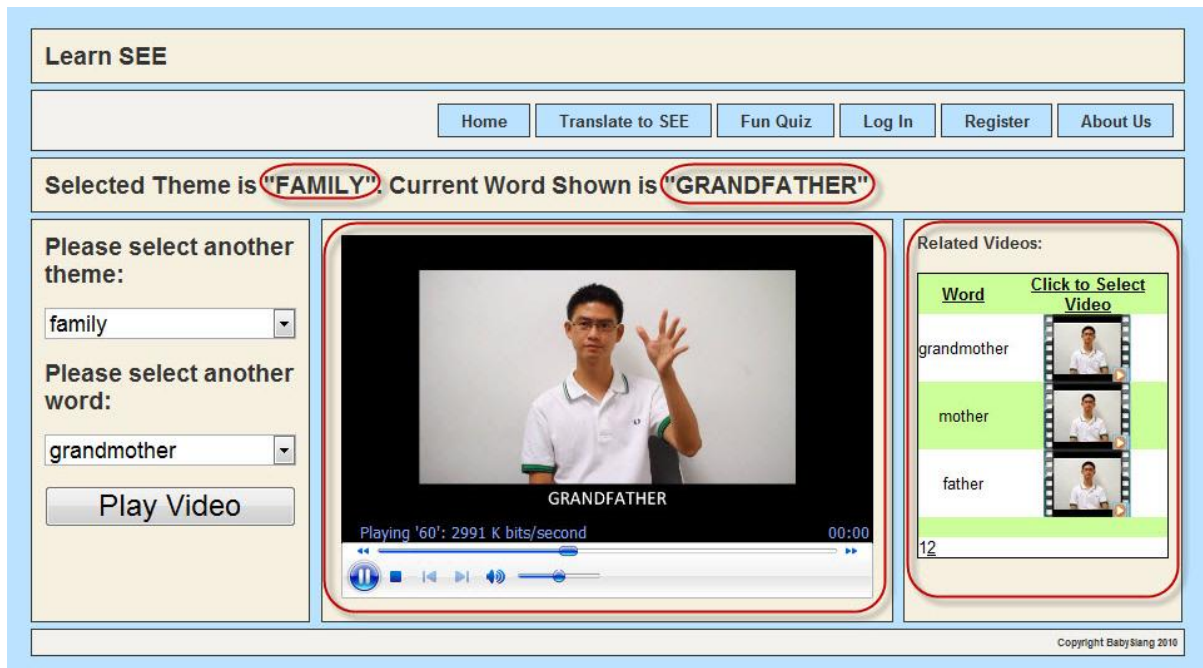 Learn SEE
Home Translate to SEE Fun Quiz Log In Register About Us
Selected Theme is "FAMILY". Current Word Shown is "GRANDFATHER"
Please select another
theme:
family
Please select another
word:
grandmother
Play Video
GRANDFATHER
Playing '60': 2991 K bits/second 00:00
Related Videos:
Word Click to Select
Video
grandmother
mother
father
12
Copyright BabySlang 2010